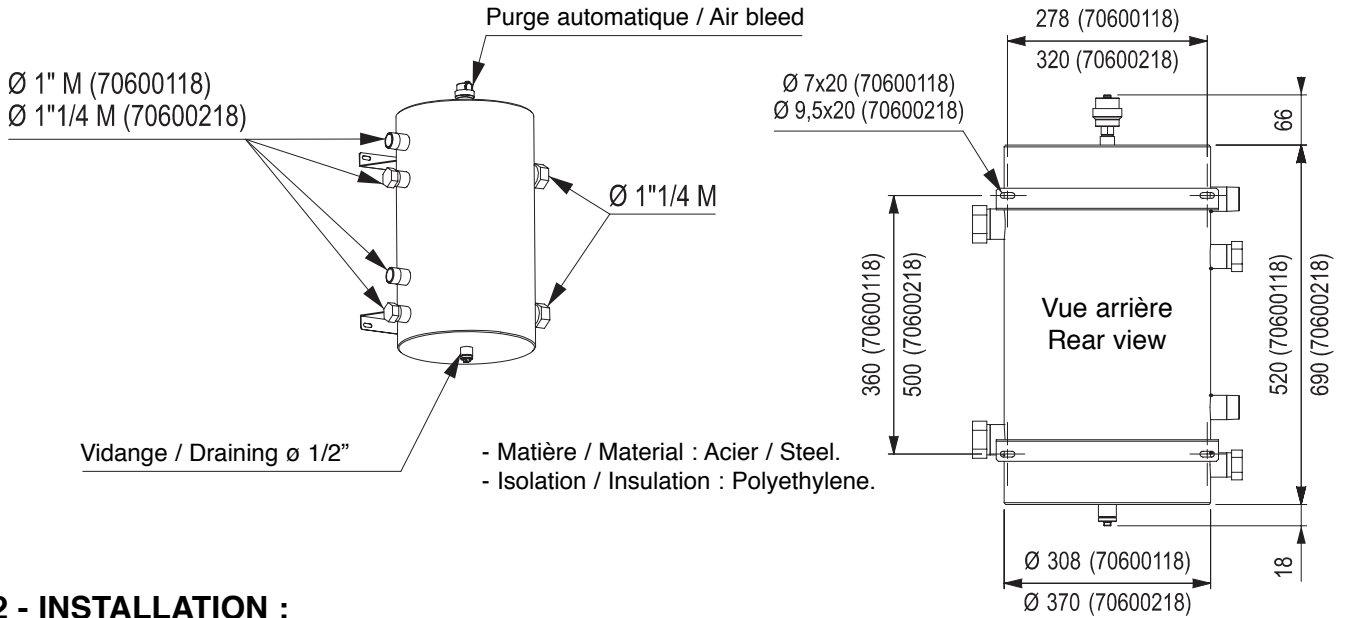 Purge automatique / Air bleed
Ø 1" M (70600118)
Ø 1"1/4 M (70600218)
Ø 1"1/4 M
Vidange / Draining ø 1/2”
- Matière / Material : Acier / Steel.
- Isolation / Insulation : Polyethylene.
278 (70600118)
320 (70600218)
Ø 7x20 (70600118)
Ø 9,5x20 (70600218)
66
360 (70600118)
500 (70600218)
Vue arrière
Rear view
520 (70600118)
690 (70600218)
18
Ø 308 (70600118)
Ø 370 (70600218)
2 - INSTALLATION :